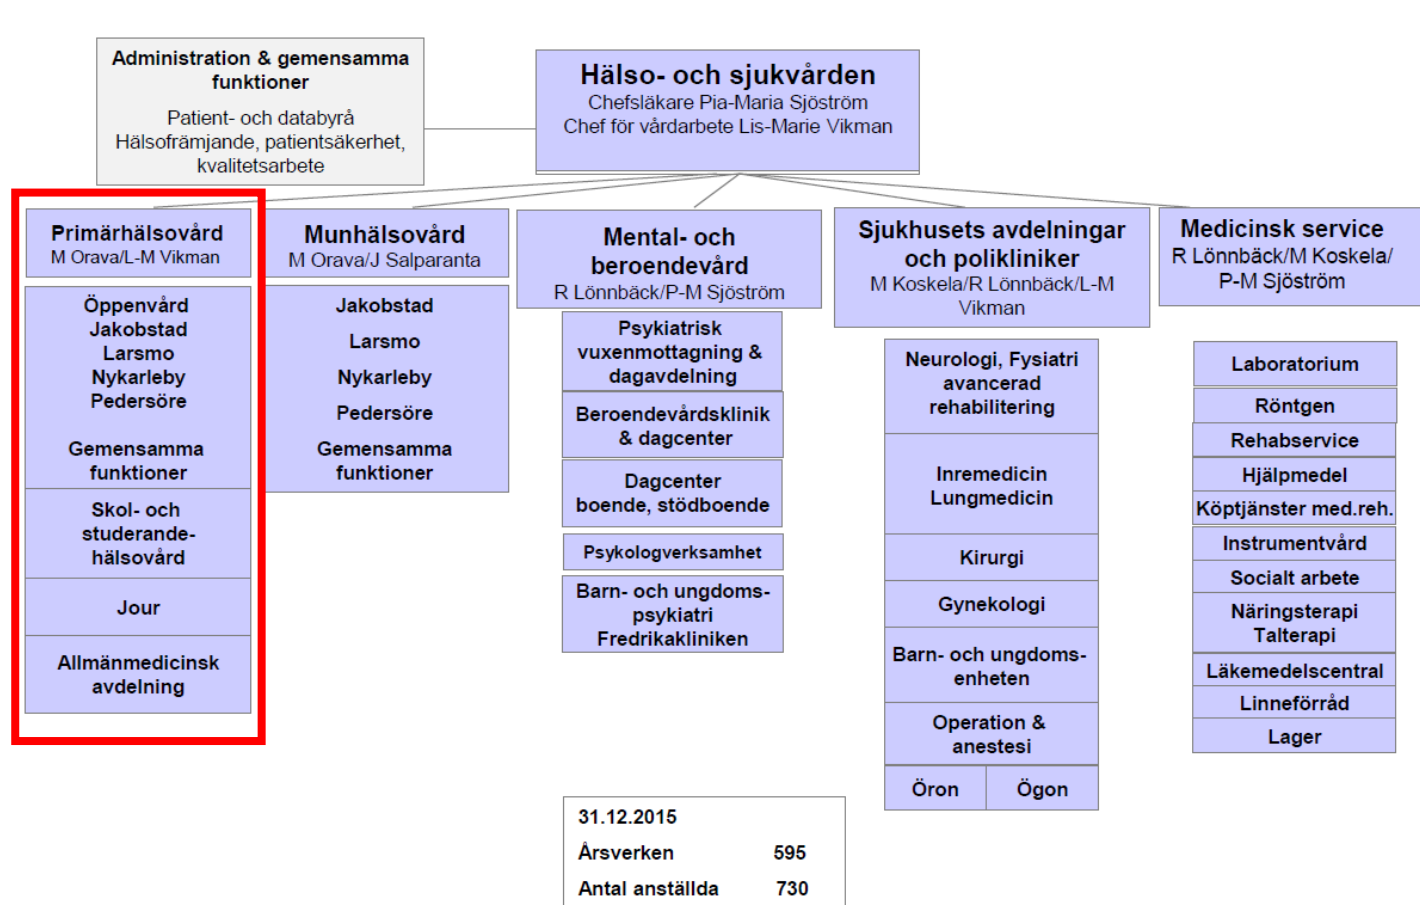 Administration & gemensamma
funktioner
Patient- och databyrå
Hälsofrämjande, patientsäkerhet,
kvalitetsarbete
Hälso- och sjukvården
Chefsläkare Pia-Maria Sjöström
Chef för vårdarbete Lis-Marie Vikman
Primärhälsovård
M Orava/L-M Vikman
Öppenvård
Jakobstad
Larsmo
Nykarleby
Pedersöre
Gemensamma
funktioner
Skol- och
studerande-
hälsovård
Jour
Allmänmedicinsk
avdelning
Munhälsovård
M Orava/J Salparanta
Jakobstad
Larsmo
Nykarleby
Pedersöre
Gemensamma
funktioner
Mental- och
beroendevård
R Lönnbäck/P-M Sjöström
Psykiatrisk
vuxenmottagning &
dagavdelning
Beroendevårdsklinik
& dagcenter
Dagcenter
boende, stödboende
Psykologverksamhet
Barn- och ungdoms-
psykiatri
Fredrikakliniken
Sjukhusets avdelningar
och polikliniker
M Koskela/R Lönnbäck/L-M
Vikman
Neurologi, Fysiatri
avancerad
rehabilitering
Inremedicin
Lungmedicin
Kirurgi
Gynekologi
Barn- och ungdoms-
enheten
Operation &
anestesi
Öron Ögon
Medicinsk service
R Lönnbäck/M Koskela/
P-M Sjöström
Laboratorium
Röntgen
Rehabservice
Hjälpmedel
Köptjänster med.reh.
Instrumentvård
Socialt arbete
Näringsterapi
Talterapi
Läkemedelscentral
Linneförråd
Lager
31.12.2015
Årsverken 595
Antal anställda 730